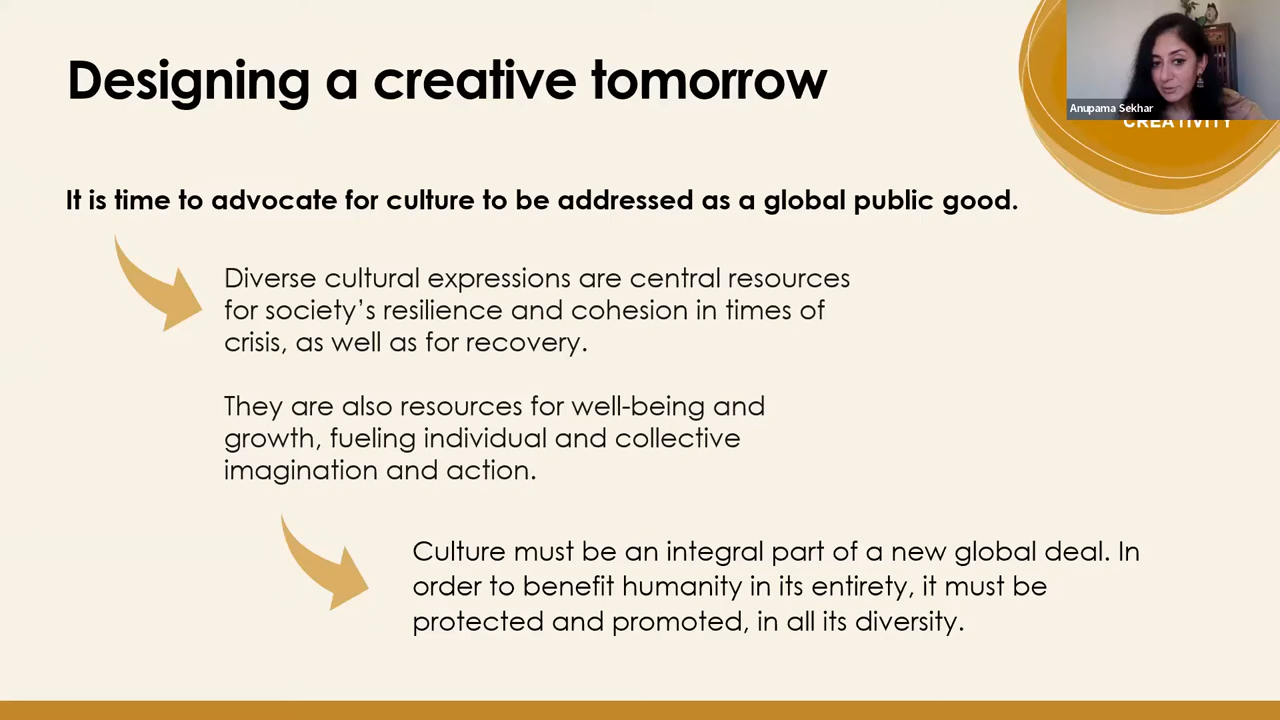 Designing a creative tomorrow
Anupama Sekhar
CREATIVITY
It is time to advocate for culture to be addressed as a global public good.
Diverse cultural expressions are central resources
for society’s resilience and cohesion in times of
crisis, as well as for recovery.
They are also resources for well-being and
growth, fueling individual and collective
imagination and action.
Culture must be an integral part of a new global deal. In
order to benefit humanity in its entirety, it must be
protected and promoted, in all its diversity.